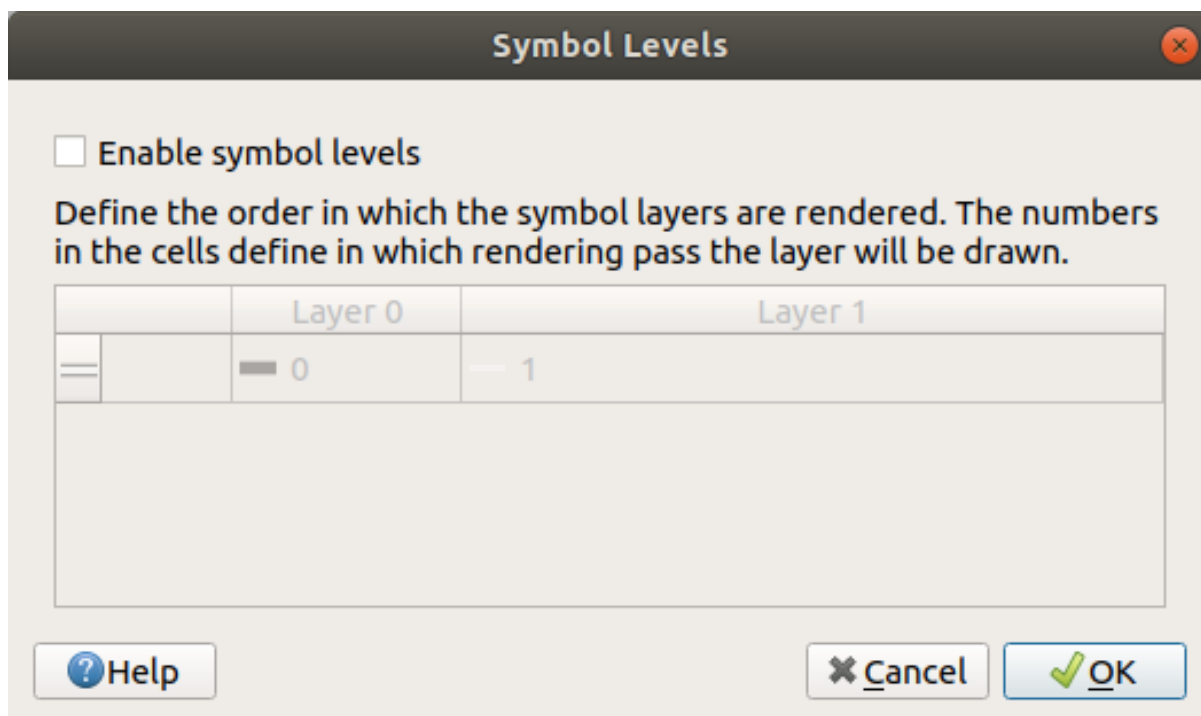 Symbol Levels
Enable symbol levels
Define the order in which the symbol layers are rendered. The numbers
in the cells define in which rendering pass the layer will be drawn.
Layer 0 Layer 1
0 1
Help Cancel OK